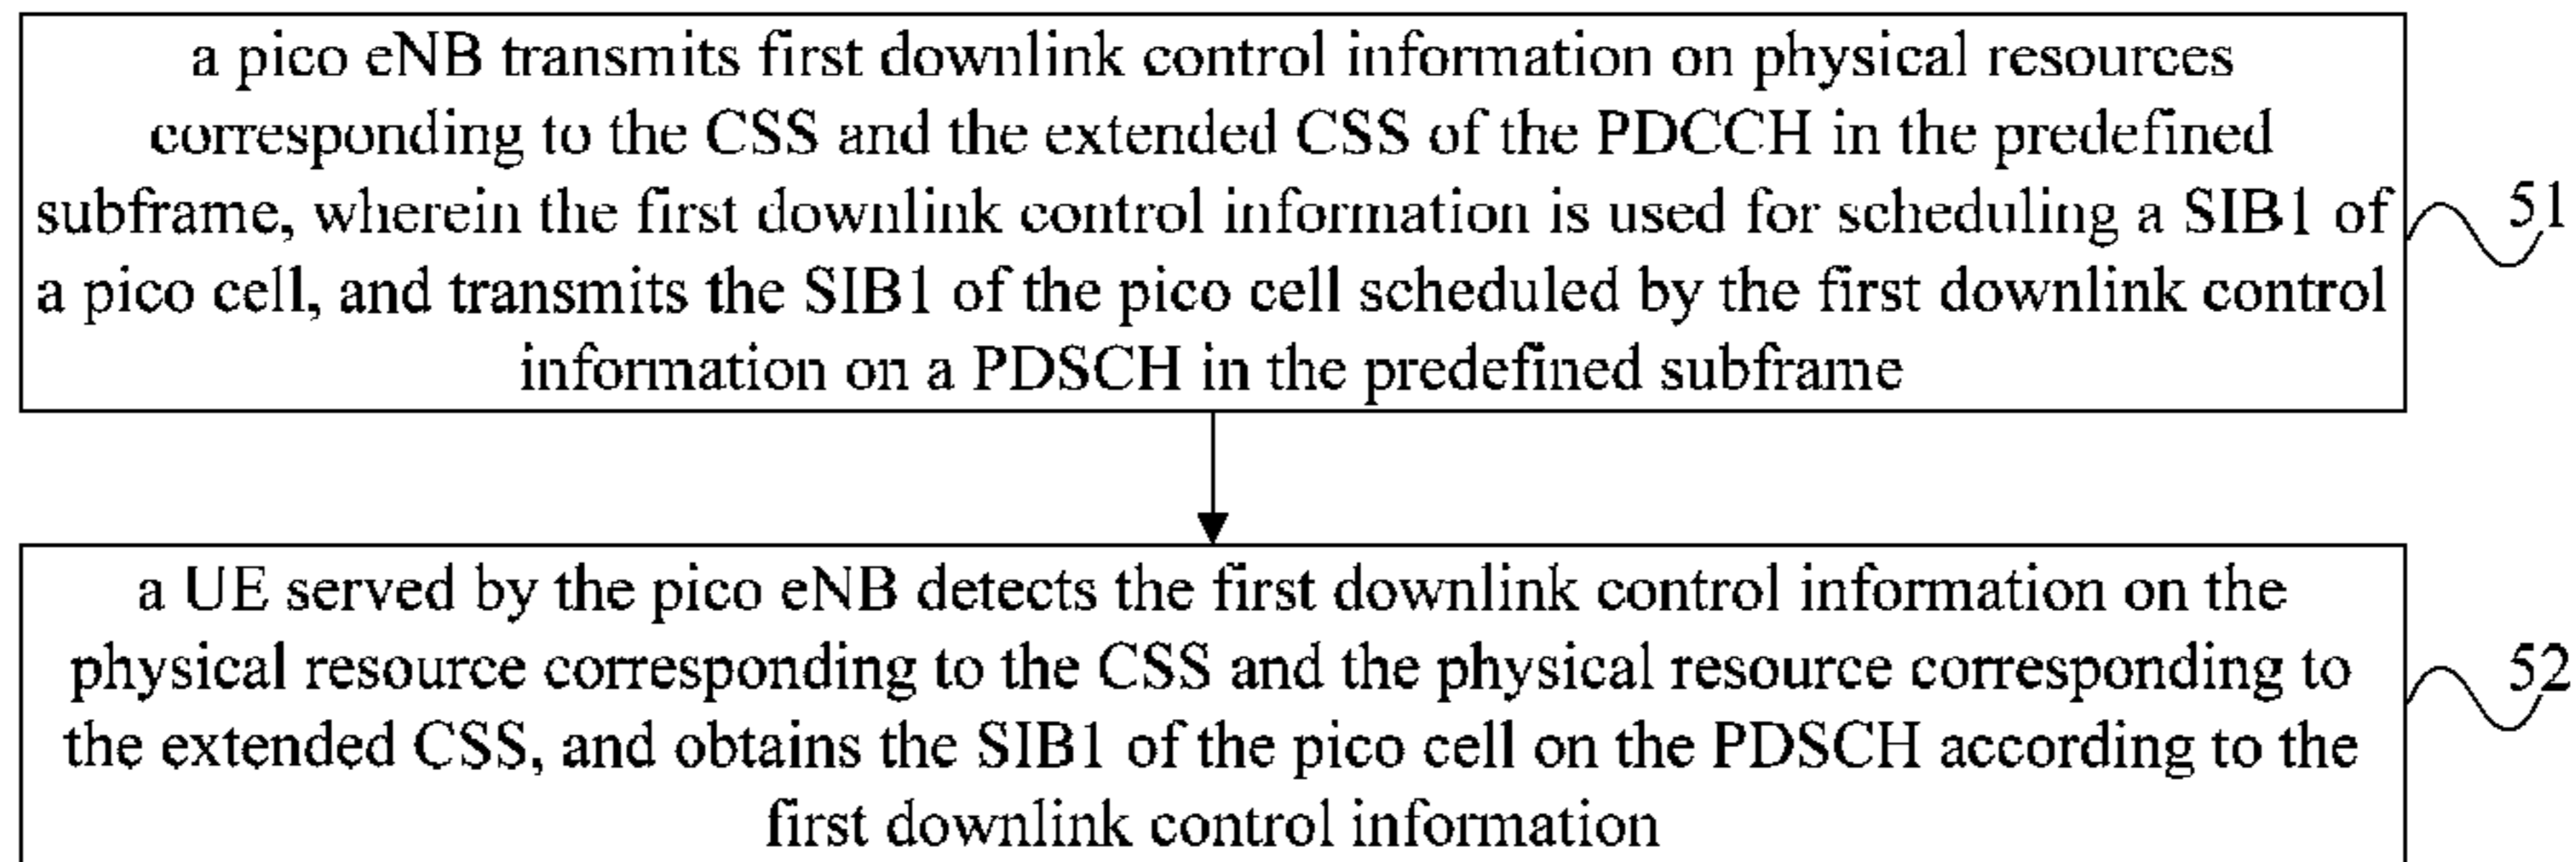 a pico eNB transmits first downlink control information on physical resources
corresponding to the CSS and the extended CSS of the PDCCH in the predefined
subframe, wherein the first downlink control information is used for scheduling a SIB1 of
a pico cell, and transmits the SIB1 of the pico cell scheduled by the first downlink control
information on a PDSCH in the predefined subframe
51
a UE served by the pico eNB detects the first downlink control information on the
physical resource corresponding to the CSS and the physical resource corresponding to
the extended CSS, and obtains the SIB1 of the pico cell on the PDSCH according to the
first downlink control information
52